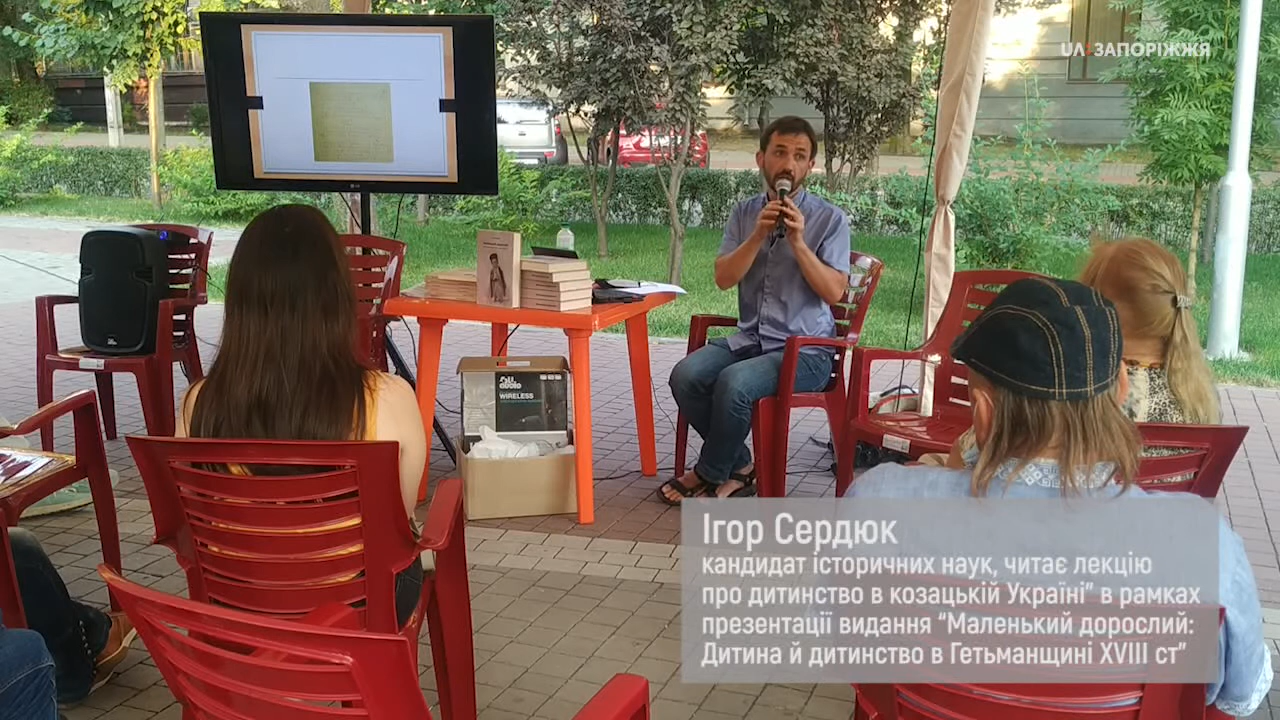 UA:ЗАПОРІЖЖЯ
LG
audio
WIRELESS
Ігор Сердюк
кандидат історичних наук, читає лекцію
про дитинство в козацькій Україні” в рамках
презентації видання “Маленький дорослий:
Дитина й дитинство в Гетьманщині XVIII ст”